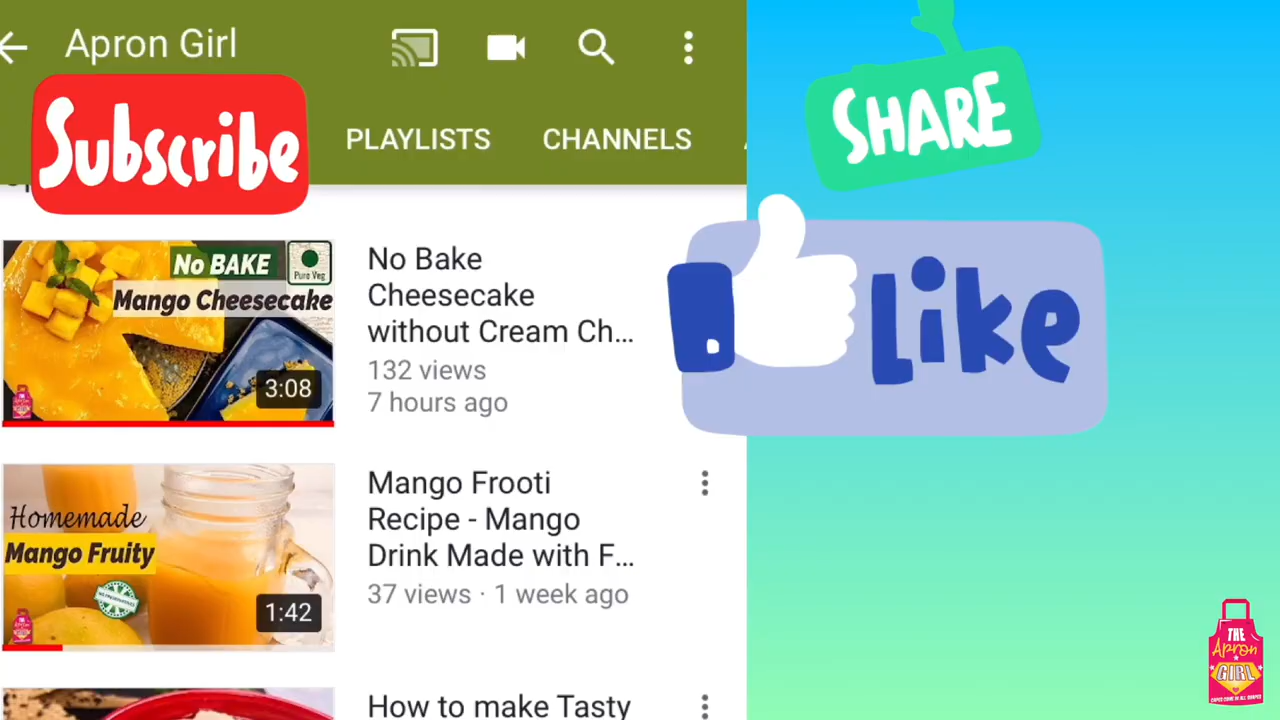 Apron Girl
Subscribe
PLAYLISTS
CHANNELS
SHARE
Like
No BAKE
Pure Veg
Mango Cheesecake
3:08
No Bake
Cheesecake
without Cream Ch...
132 views
7 hours ago
Homemade
Mango Fruity
1:42
Mango Frooti
Recipe - Mango
Drink Made with F...
37 views · 1 week ago
How to make Tasty
THE
Apron
GIRL